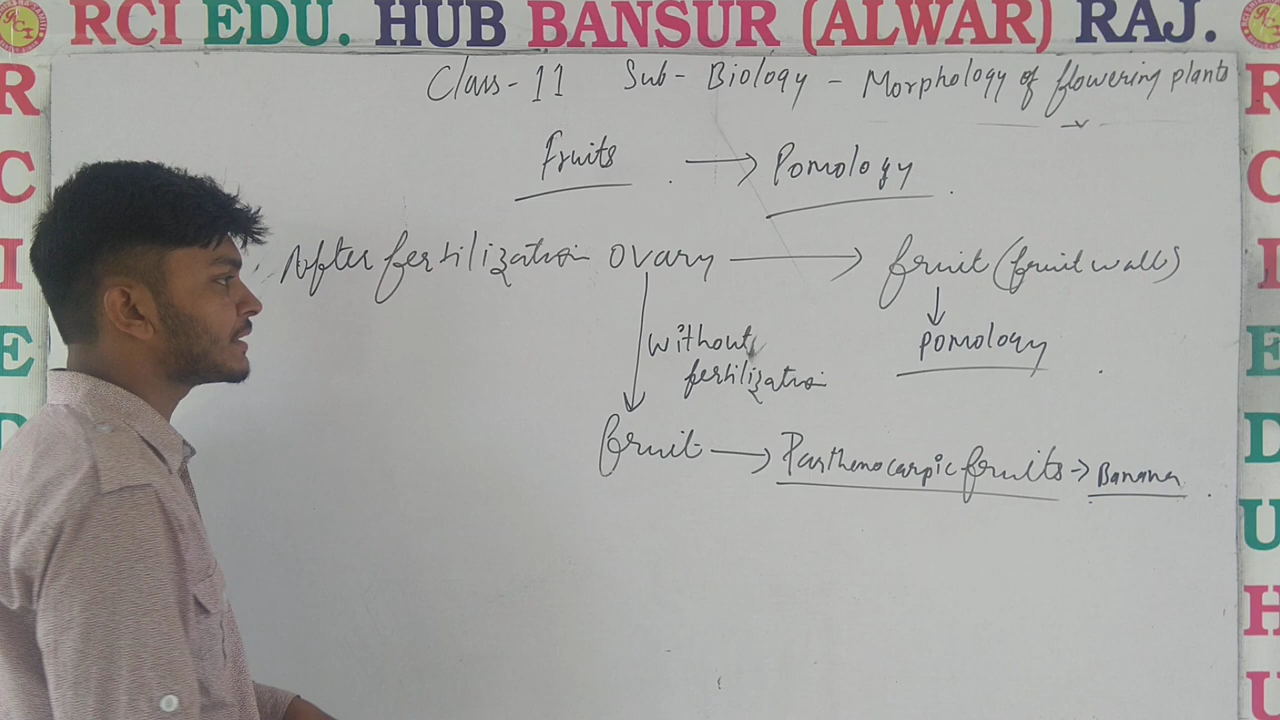 RCI EDU. HUB BANSUR (ALWAR) RAJ.
Class-11 Sub- Biology - Morphology of flowering plants
Fruits → Pomology
After fertilization ovary → fruit (fruit wall)
↓ pomology
without fertilization
fruit → Parthenocarpic fruits → Banana
R
C
I
E
D
R
C
I
E
D
U
H
U